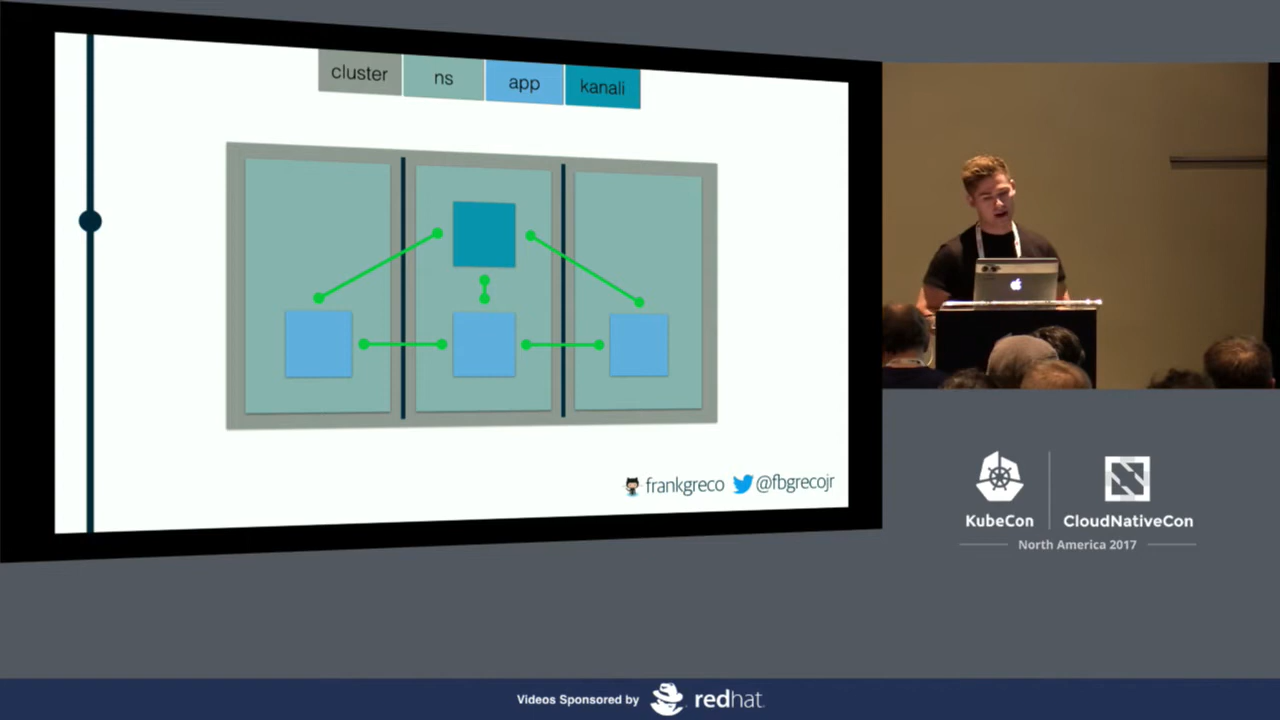 cluster ns app kanali
frankgreco @fbgrecojr
KubeCon CloudNativeCon
North America 2017
Videos Sponsored by redhat.